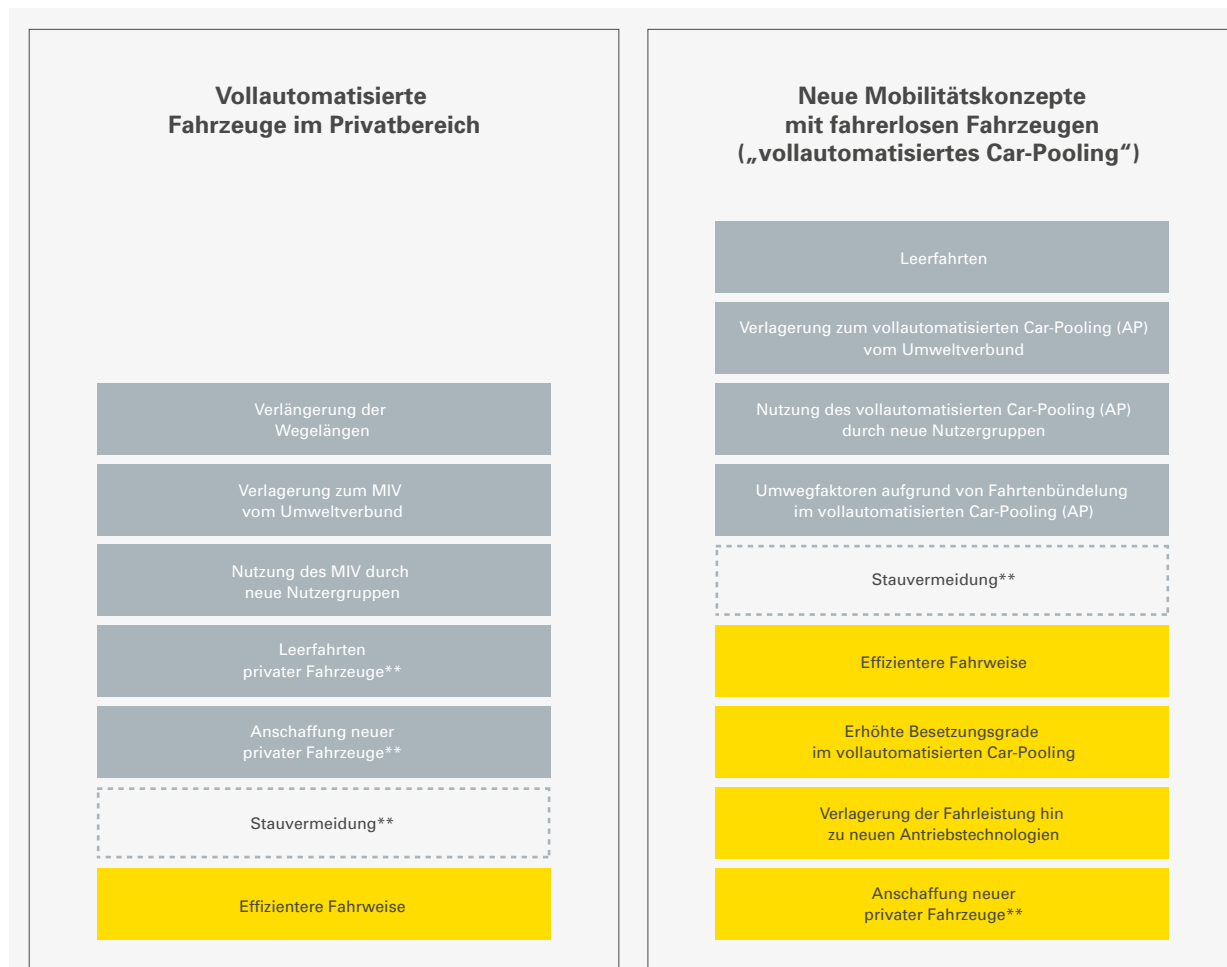 Vollautomatisierte
Fahrzeuge im Privatbereich
Verlängerung der
Wegelängen
Verlagerung zum MIV
vom Umweltverbund
Nutzung des MIV durch
neue Nutzergruppen
Leerfahrten
privater Fahrzeuge**
Anschaffung neuer
privater Fahrzeuge**
Stauvermeidung**
Effizientere Fahrweise
Neue Mobilitätskonzepte
mit fahrerlosen Fahrzeugen
(„vollautomatisiertes Car-Pooling“)
Leerfahrten
Verlagerung zum vollautomatisierten Car-Pooling (AP)
vom Umweltverbund
Nutzung des vollautomatisierten Car-Pooling (AP)
durch neue Nutzergruppen
Umwegfaktoren aufgrund von Fahrtenbündelung
im vollautomatisierten Car-Pooling (AP)
Stauvermeidung**
Effizientere Fahrweise
Erhöhte Besetzungsgrade
im vollautomatisierten Car-Pooling
Verlagerung der Fahrleistung hin
zu neuen Antriebstechnologien
Anschaffung neuer
privater Fahrzeuge**